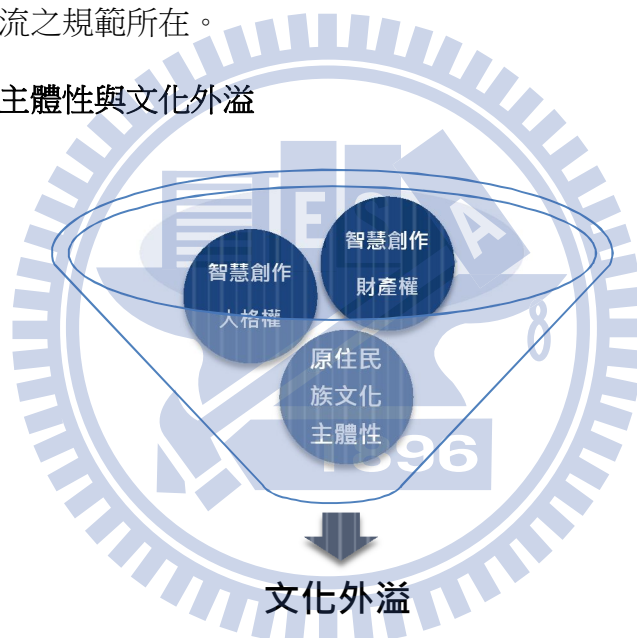 流之規範所在。
主體性與文化外溢
智慧創作
財產權
智慧創作
人格權
原住民
族文化
主體性
文化外溢
E S A
1896